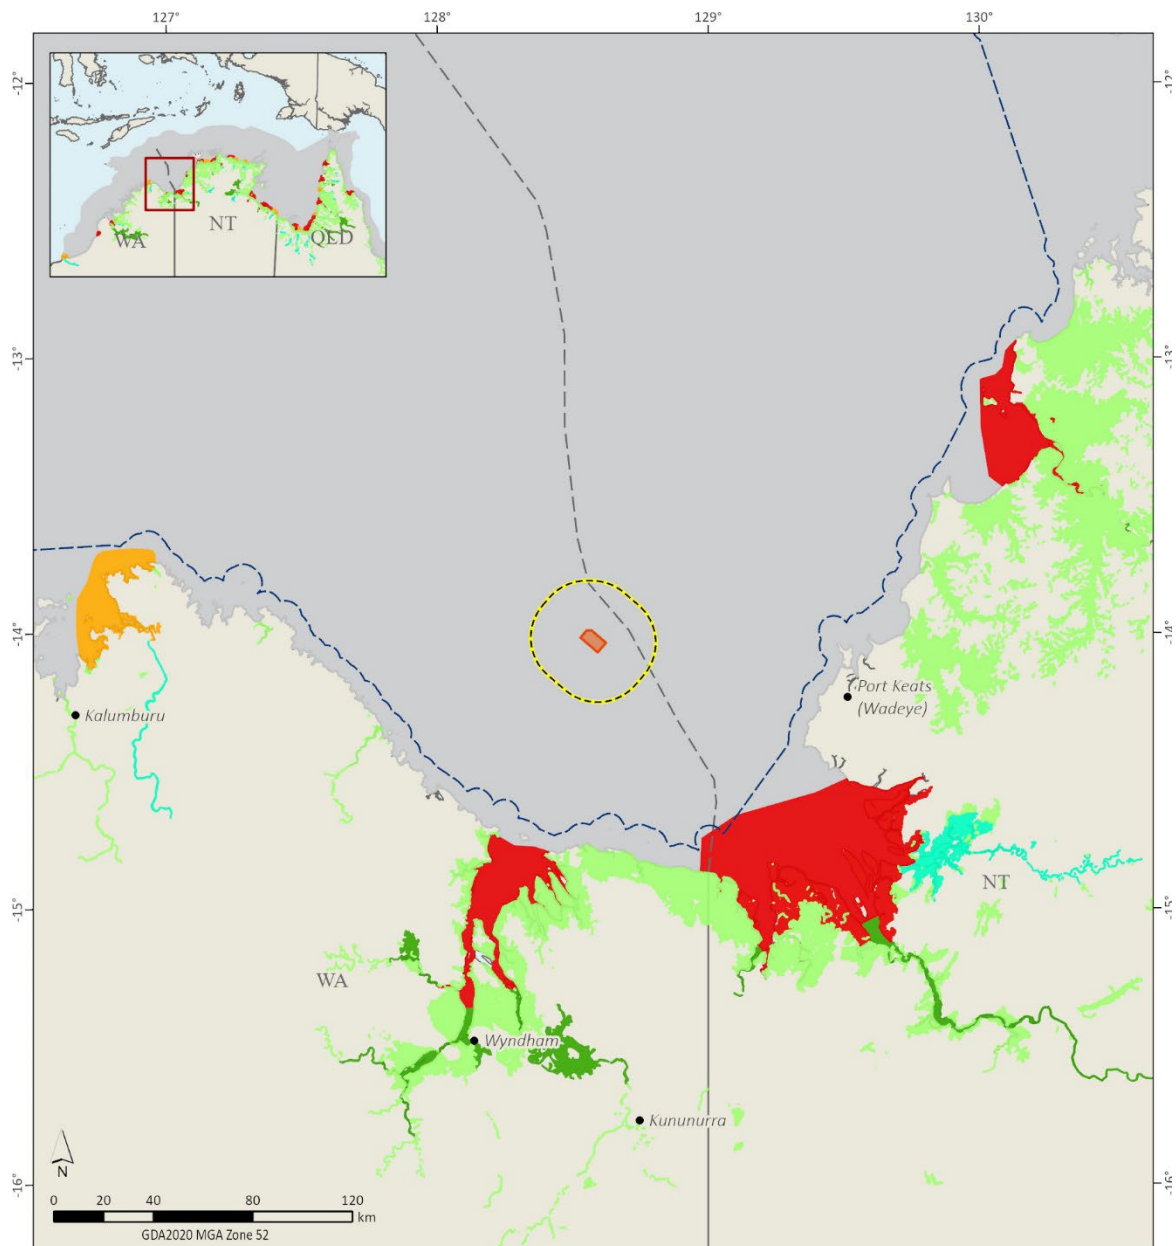 127°
128°
129°
130°
-12°
-12°
WA
NT
QLD
-13°
-13°
-14°
-14°
Port Keats
(Wadeye)
Kalumburu
NT
-15°
-15°
WA
Wyndham
Kununurra
N
-16°
-16°
0 20 40 80 120
km
GDA2020 MGA Zone 52